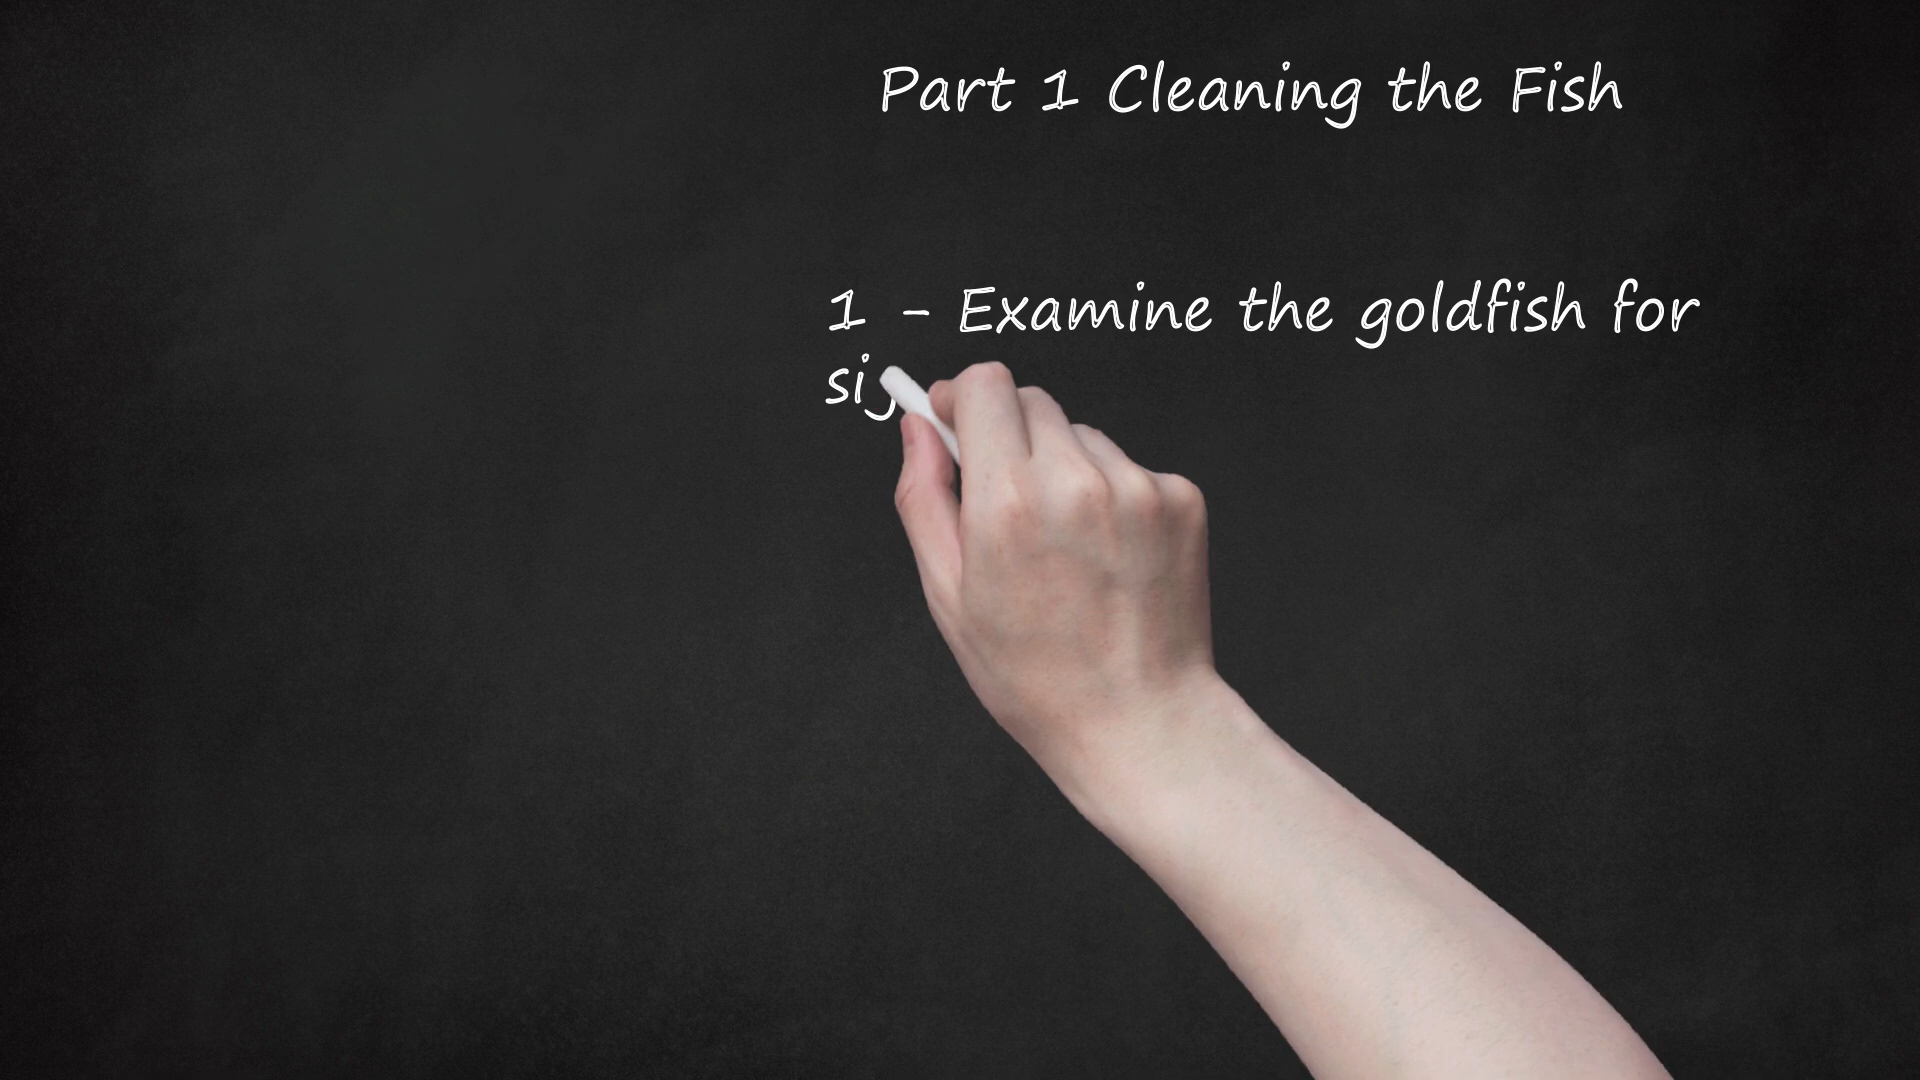 Part 1 Cleaning the Fish
1 - Examine the goldfish for